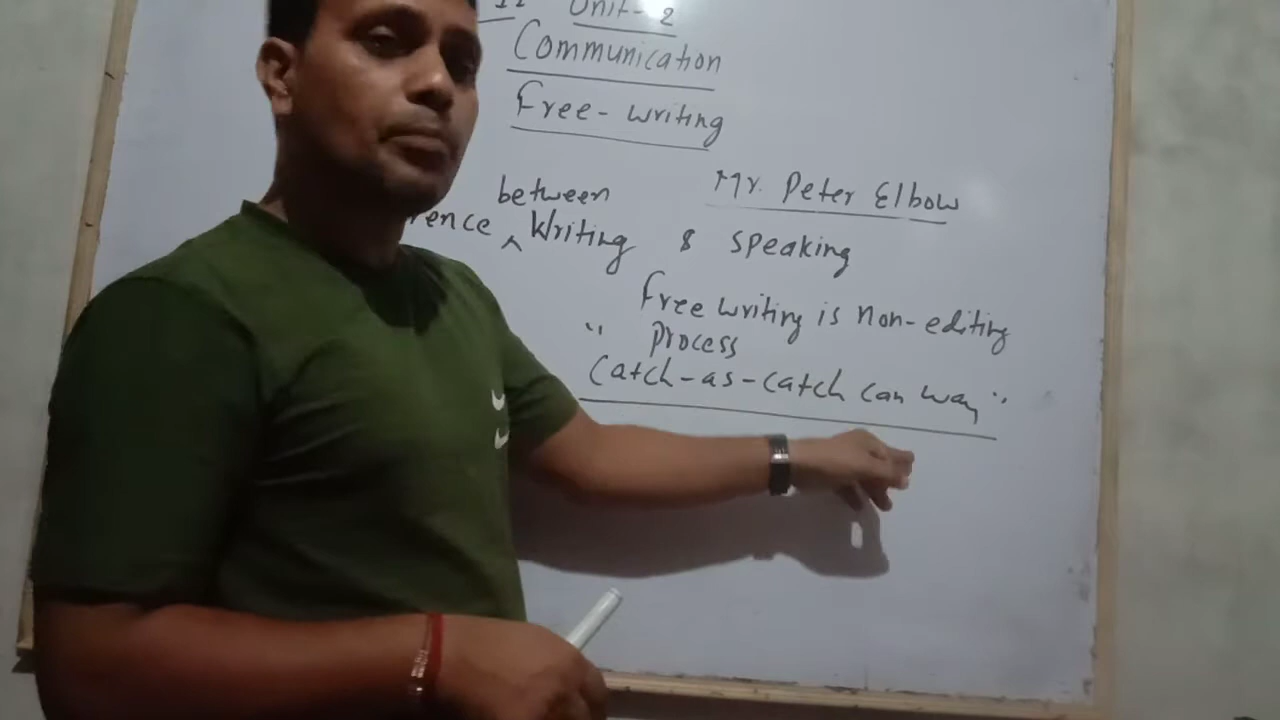 Unit-2
Communication
Free-writing
Mr. Peter Elbow
between
rence ^ Writing & speaking
Free writing is non-editing
process
"Catch-as-catch can way"